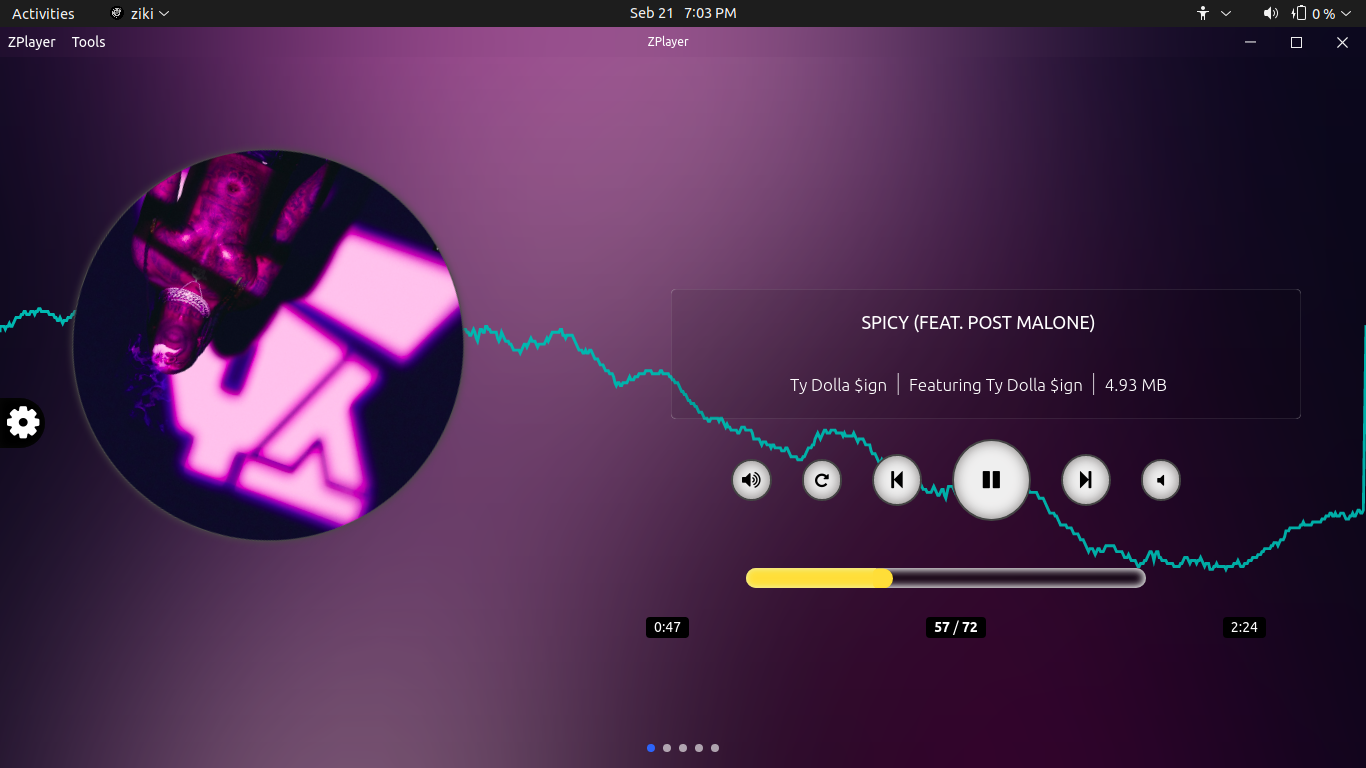 Activities ziki Seb 21 7:03 PM 0 %
ZPlayer Tools ZPlayer
SPICY (FEAT. POST MALONE)
Ty Dolla $ign | Featuring Ty Dolla $ign | 4.93 MB
0:47 57 / 72 2:24